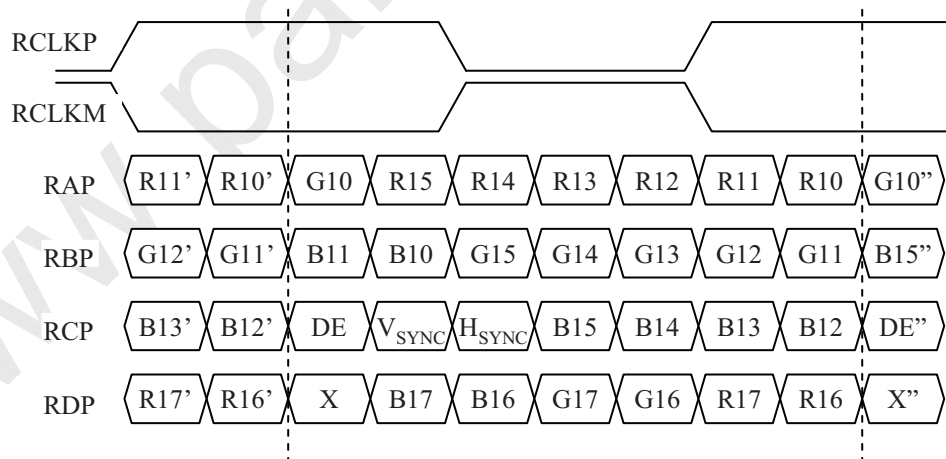 RCLKP
RCLKM
RAP R11’ R10’ G10 R15 R14 R13 R12 R11 R10 G10”
RBP G12’ G11’ B11 B10 G15 G14 G13 G12 G11 B15”
RCP B13’ B12’ DE VSYNC HSYNC B15 B14 B13 B12 DE”
RDP R17’ R16’ X B17 B16 G17 G16 R17 R16 X”